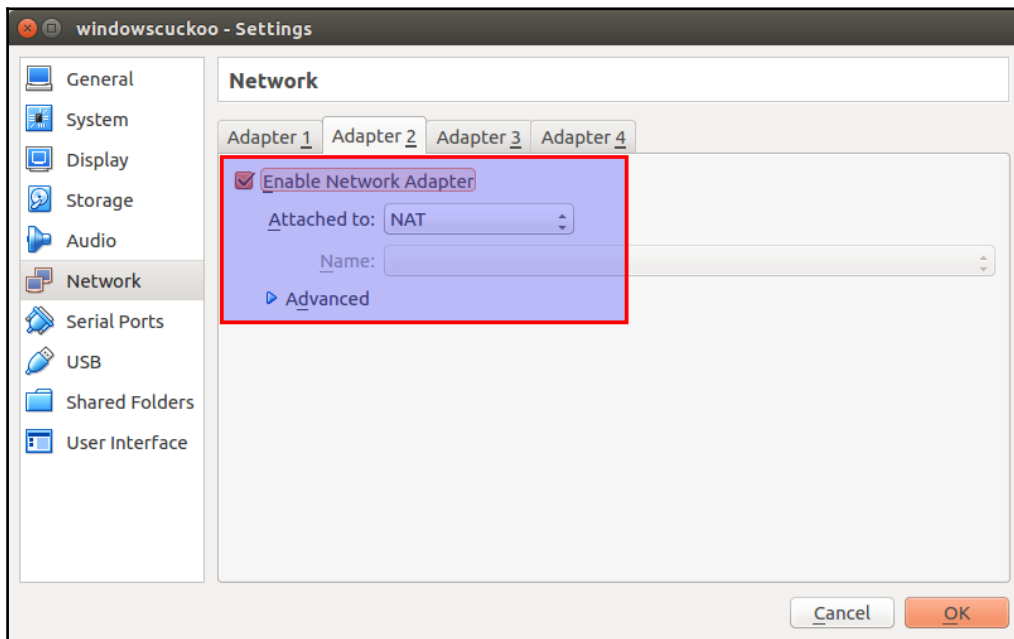 windowscuckoo - Settings
General
System
Display
Storage
Audio
Network
Serial Ports
USB
Shared Folders
User Interface
Network
Adapter 1 Adapter 2 Adapter 3 Adapter 4
Enable Network Adapter
Attached to: NAT
Name:
Advanced
Cancel OK